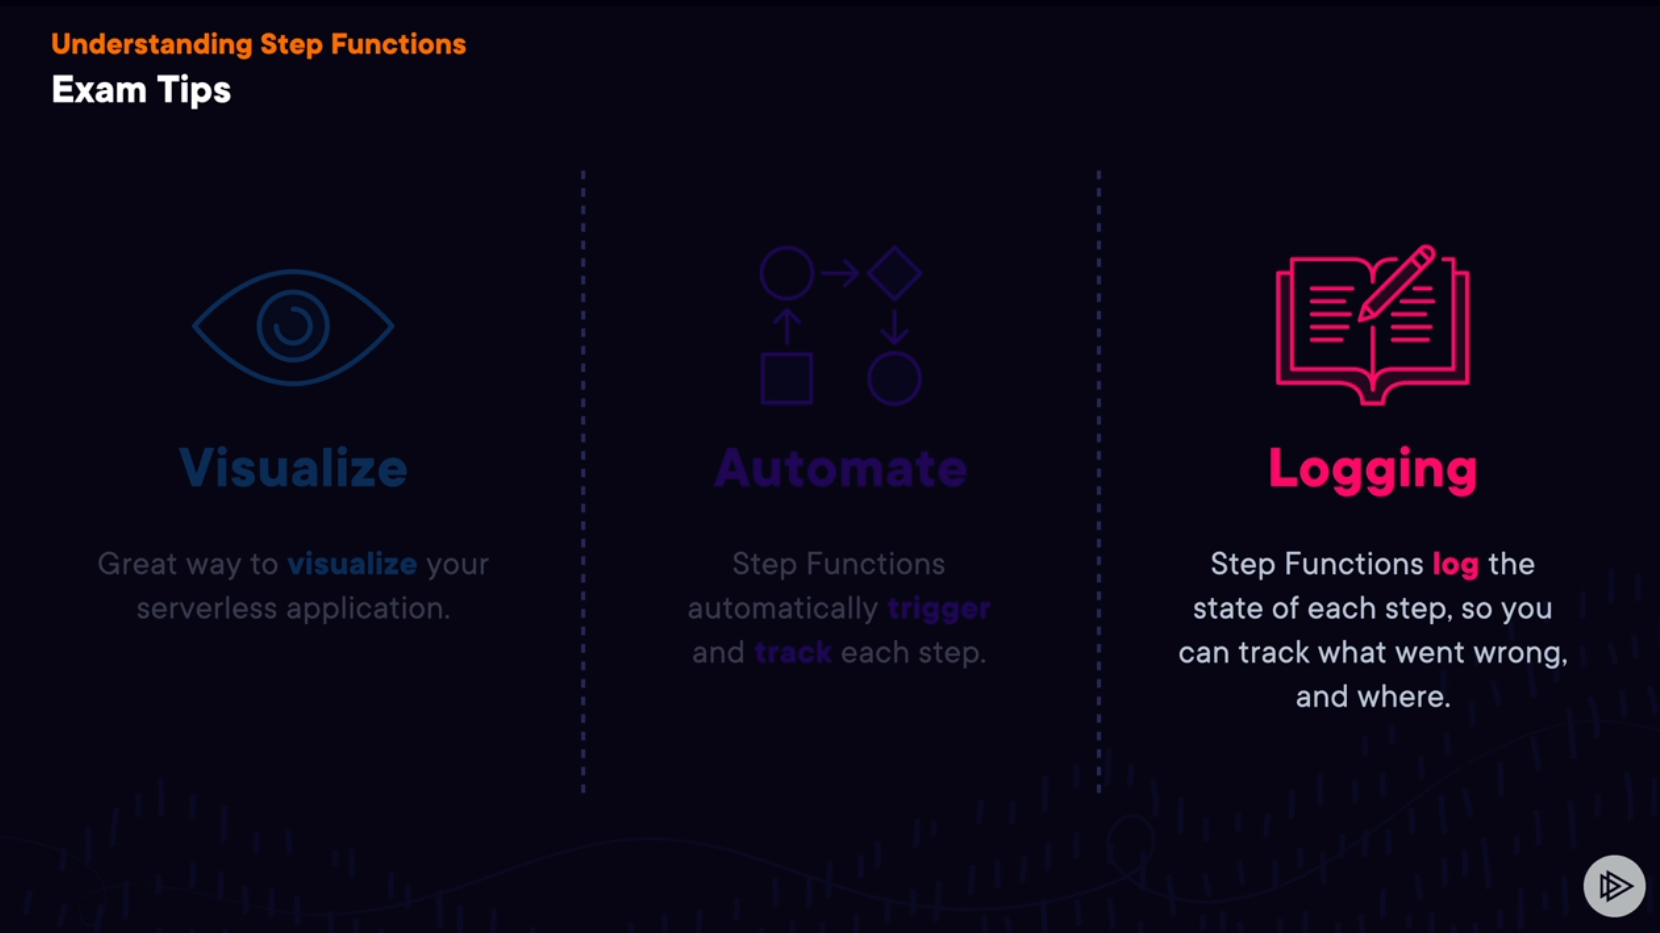 Understanding Step Functions
Exam Tips
Visualize
Great way to visualize your
serverless application.
Automate
Step Functions
automatically trigger
and track each step.
Logging
Step Functions log the
state of each step, so you
can track what went wrong,
and where.